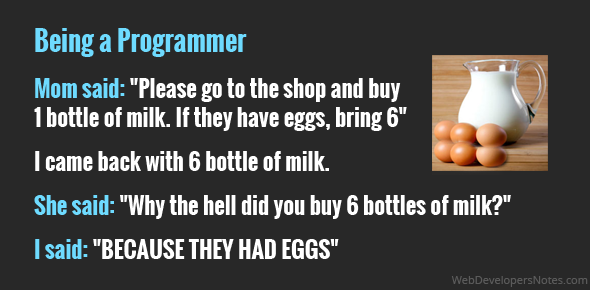 Being a Programmer
Mom said: "Please go to the shop and buy
1 bottle of milk. If they have eggs, bring 6"
I came back with 6 bottle of milk.
She said: "Why the hell did you buy 6 bottles of milk?"
I said: "BECAUSE THEY HAD EGGS"
WebDevelopersNotes.com